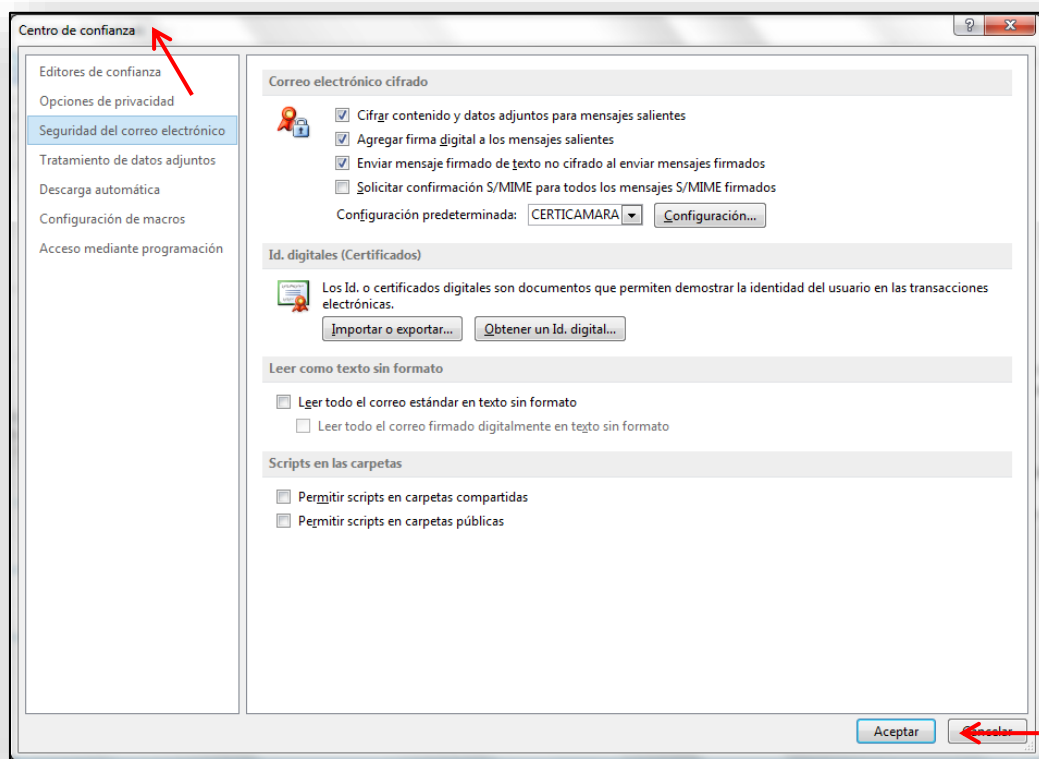 Centro de confianza
?
Editores de confianza
Opciones de privacidad
Seguridad del correo electrónico
Tratamiento de datos adjuntos
Descarga automática
Configuración de macros
Acceso mediante programación
Correo electrónico cifrado
Cifrar contenido y datos adjuntos para mensajes salientes
Agregar firma digital a los mensajes salientes
Enviar mensaje firmado de texto no cifrado al enviar mensajes firmados
Solicitar confirmación S/MIME para todos los mensajes S/MIME firmados
Configuración predeterminada: CERTICAMARA Configuración...
Id. digitales (Certificados)
Los Id. o certificados digitales son documentos que permiten demostrar la identidad del usuario en las transacciones
electrónicas.
Importar o exportar... Obtener un Id. digital...
Leer como texto sin formato
Leer todo el correo estándar en texto sin formato
Leer todo el correo firmado digitalmente en texto sin formato
Scripts en las carpetas
Permitir scripts en carpetas compartidas
Permitir scripts en carpetas públicas
Aceptar Cancelar